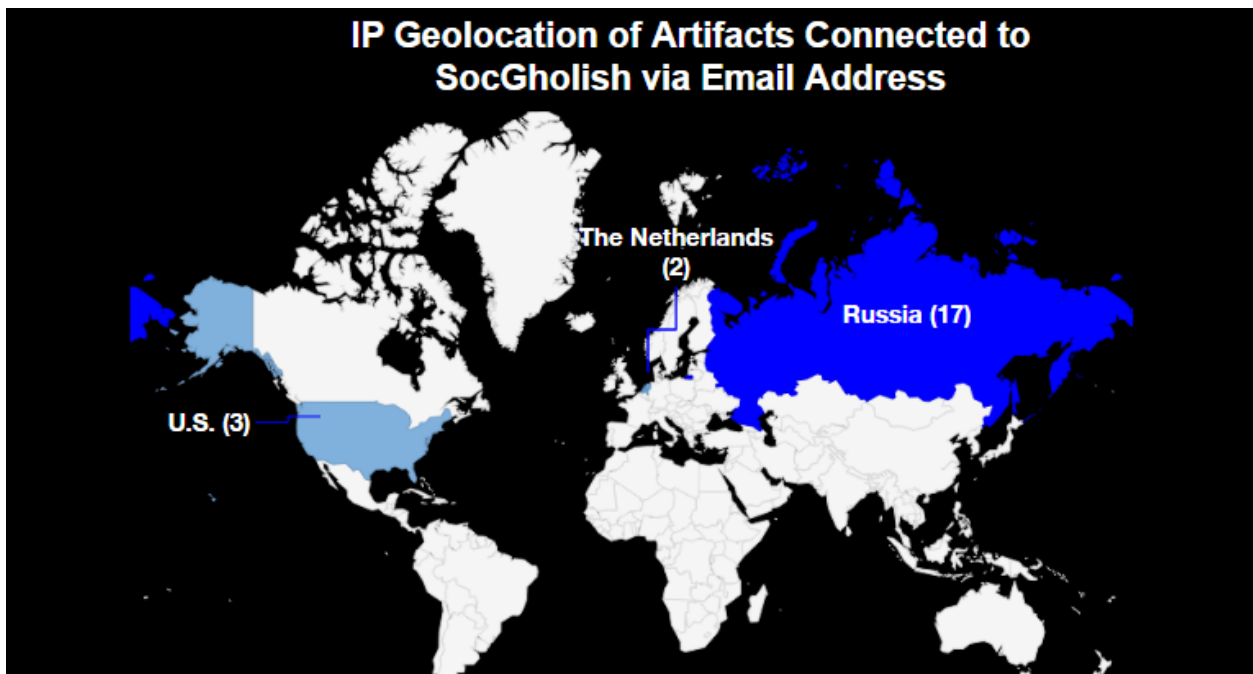 IP Geolocation of Artifacts Connected to
SocGholish via Email Address
The Netherlands
(2)
Russia (17)
U.S. (3)